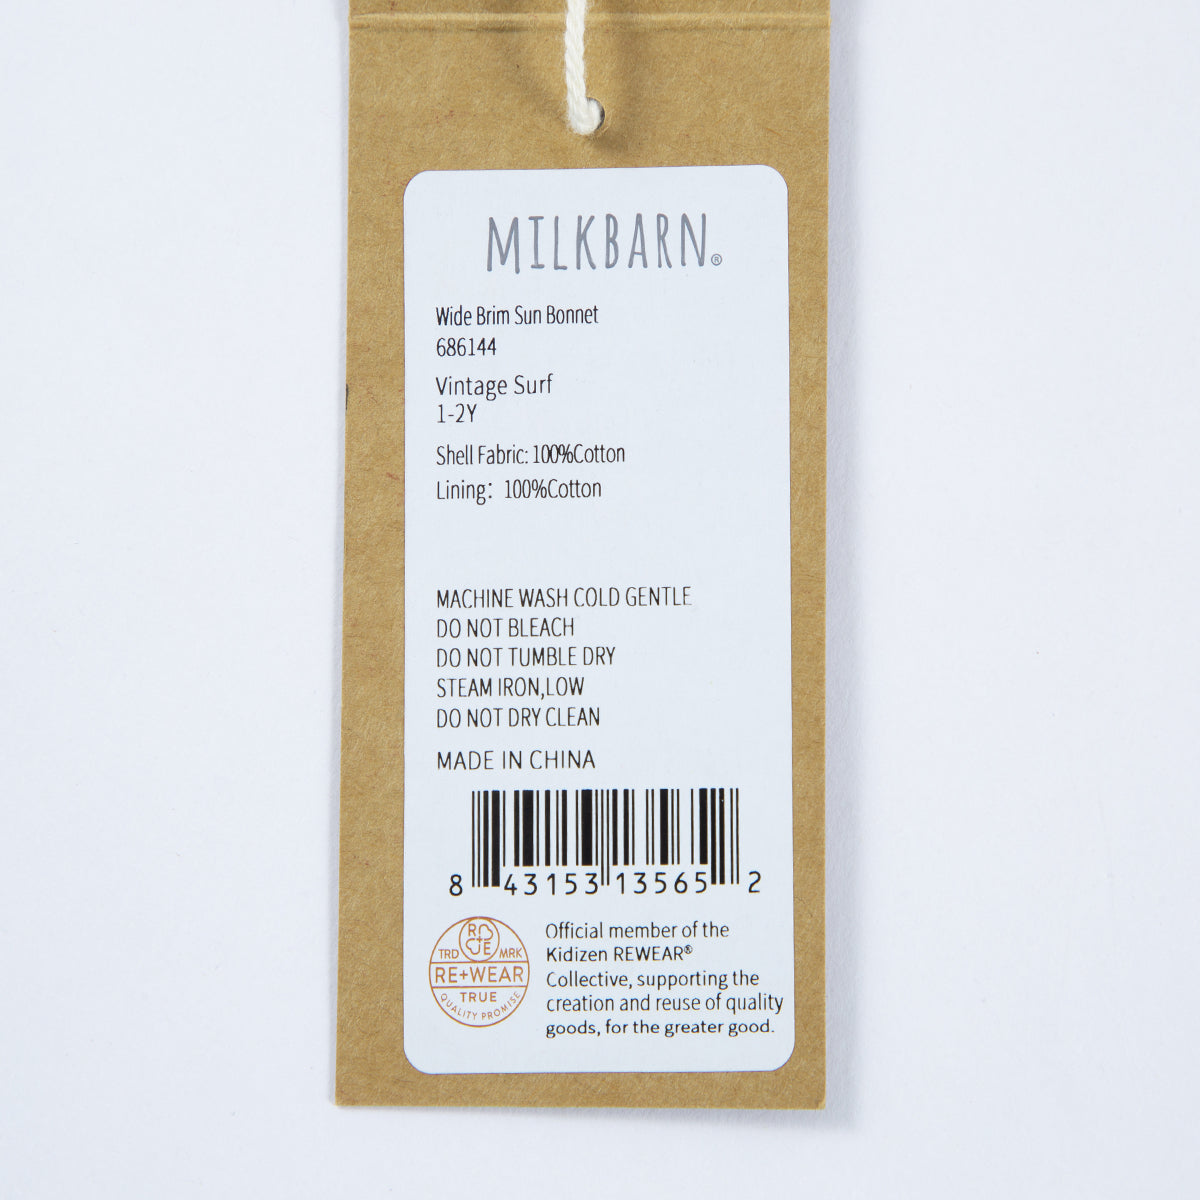 MILKBARN®
Wide Brim Sun Bonnet
686144
Vintage Surf
1-2Y
Shell Fabric: 100%Cotton
Lining: 100%Cotton
MACHINE WASH COLD GENTLE
DO NOT BLEACH
DO NOT TUMBLE DRY
STEAM IRON,LOW
DO NOT DRY CLEAN
MADE IN CHINA
8 43153 13565 2
R
+
E
TRD MRK
RE+WEAR
TRUE
QUALITY PROMISE
Official member of the
Kidizen REWEAR®
Collective, supporting the
creation and reuse of quality
goods, for the greater good.